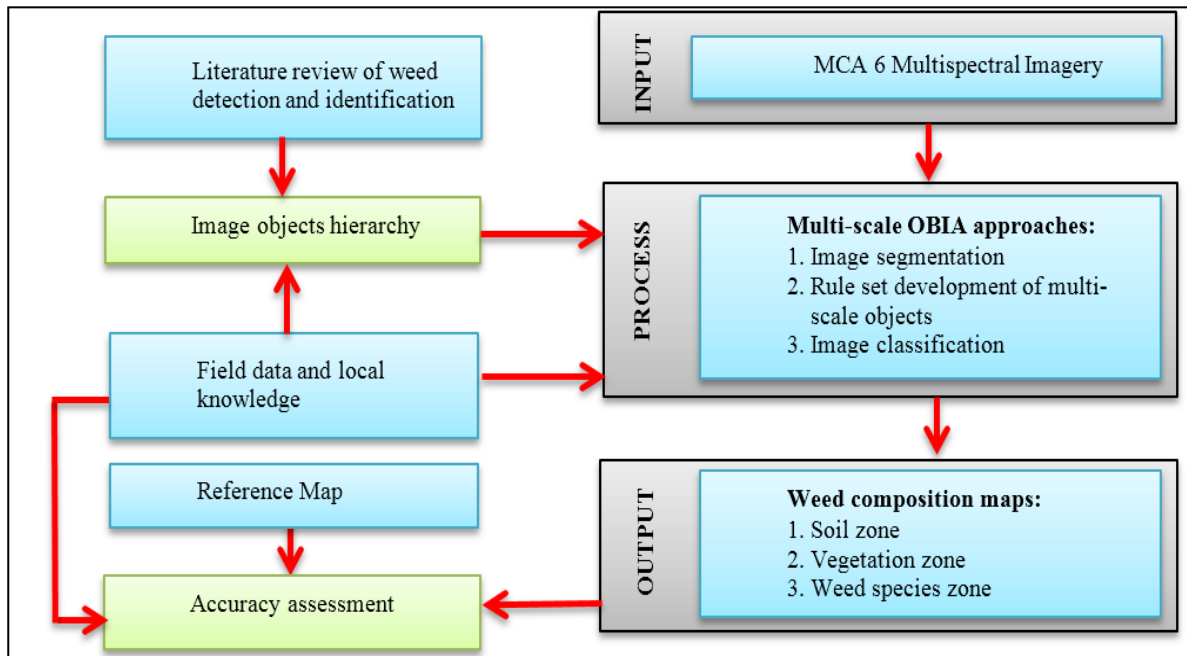 Literature review of weed
detection and identification
Image objects hierarchy
Field data and local
knowledge
Reference Map
Accuracy assessment
INPUT
MCA 6 Multispectral Imagery
PROCESS
Multi-scale OBIA approaches:
1. Image segmentation
2. Rule set development of multi-
scale objects
3. Image classification
OUTPUT
Weed composition maps:
1. Soil zone
2. Vegetation zone
3. Weed species zone